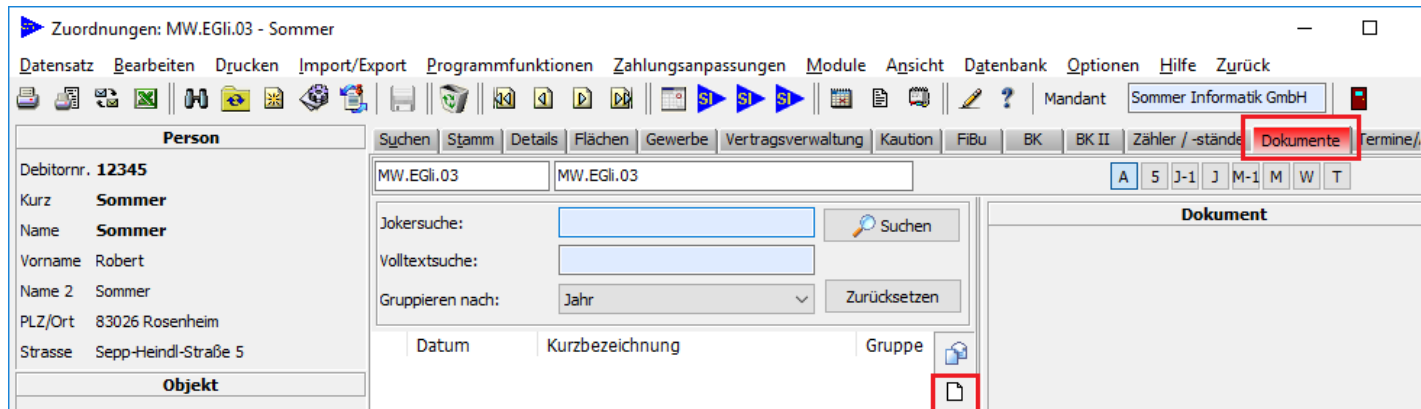 Zuordnungen: MW.EGli.03 - Sommer
Datensatz Bearbeiten Drucken Import/Export Programmfunktionen Zahlungsanpassungen Module Ansicht Datenbank Optionen Hilfe Zurück
SI SI SI ? Mandant Sommer Informatik GmbH
Person
Suchen Stamm Details Flächen Gewerbe Vertragsverwaltung Kaution FiBu BK BK II Zähler / -stände Dokumente Termine/
Debitornr. 12345
MW.EGli.03 MW.EGli.03 A 5 J-1 J M-1 M W T
Kurz Sommer
Name Sommer
Vorname Robert
Name 2 Sommer
PLZ/Ort 83026 Rosenheim
Strasse Sepp-Heindl-Straße 5
Objekt
Jokersuche: Suchen
Volltextsuche:
Gruppieren nach: Jahr Zurücksetzen
Datum Kurzbezeichnung Gruppe
Dokument